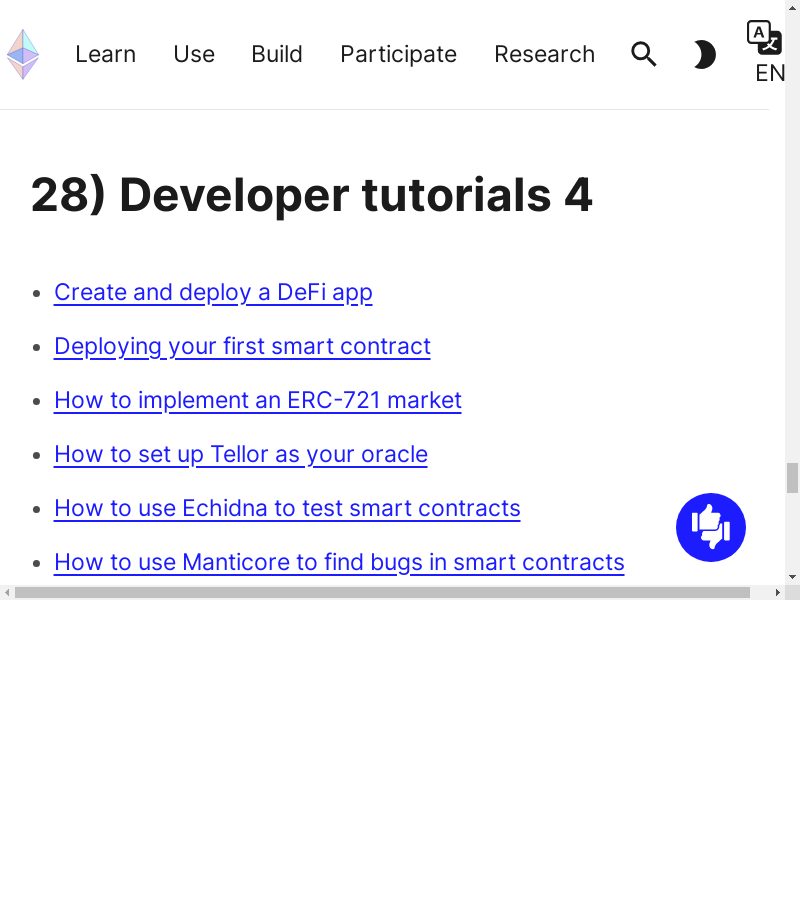 Learn Use Build Participate Research EN
28) Developer tutorials 4
Create and deploy a DeFi app
Deploying your first smart contract
How to implement an ERC-721 market
How to set up Tellor as your oracle
How to use Echidna to test smart contracts
How to use Manticore to find bugs in smart contracts